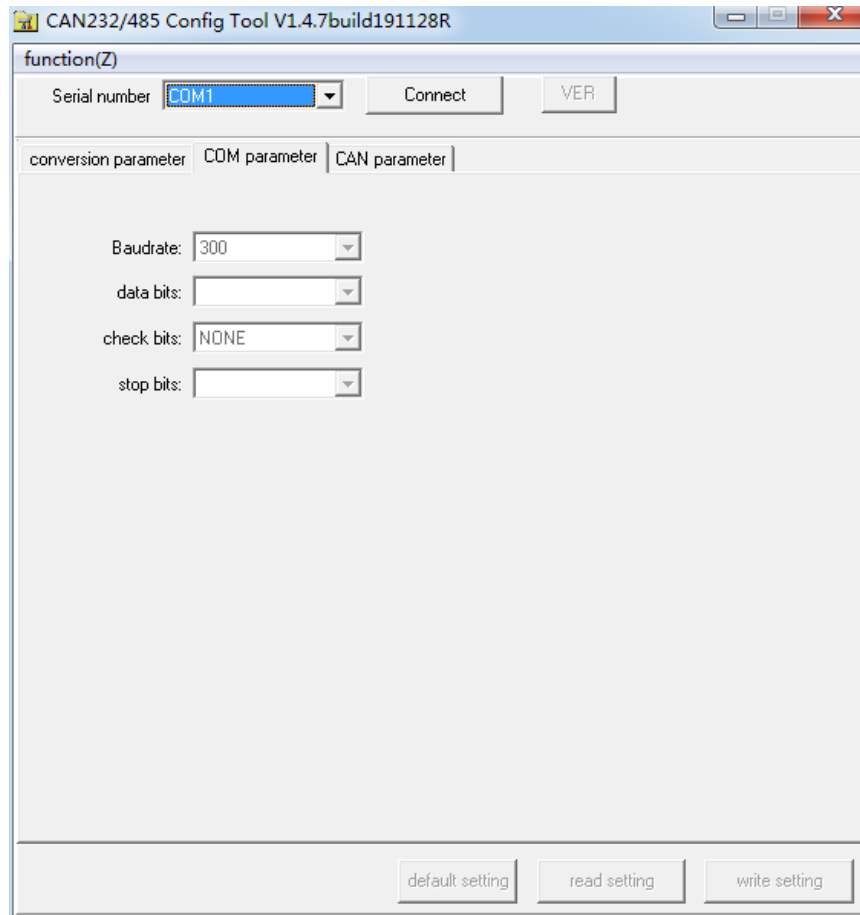 CAN232/485 Config Tool V1.4.7build191128R
function(Z)
Serial number COM1 Connect VER
conversion parameter COM parameter CAN parameter
Baudrate: 300
data bits:
check bits: NONE
stop bits:
default setting read setting write setting